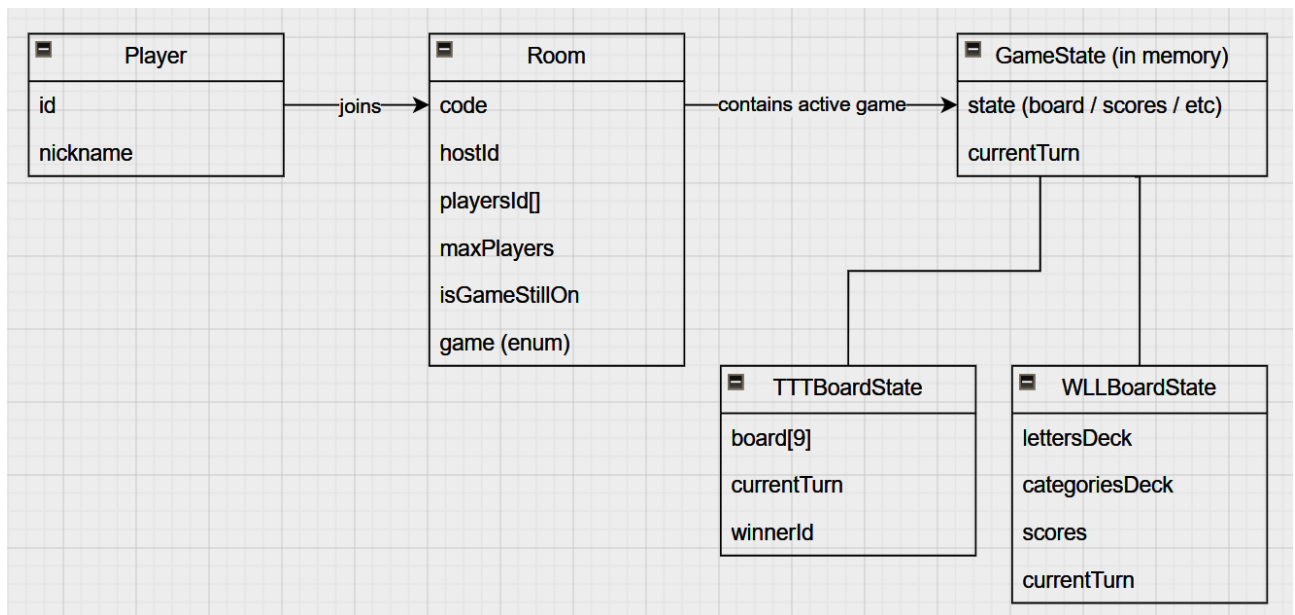 Player
id
nickname
joins
Room
code
hostId
playersId[]
maxPlayers
isGameStillOn
game (enum)
contains active game
GameState (in memory)
state (board / scores / etc)
currentTurn
TTTBoardState
board[9]
currentTurn
winnerId
WLLBoardState
lettersDeck
categoriesDeck
scores
currentTurn